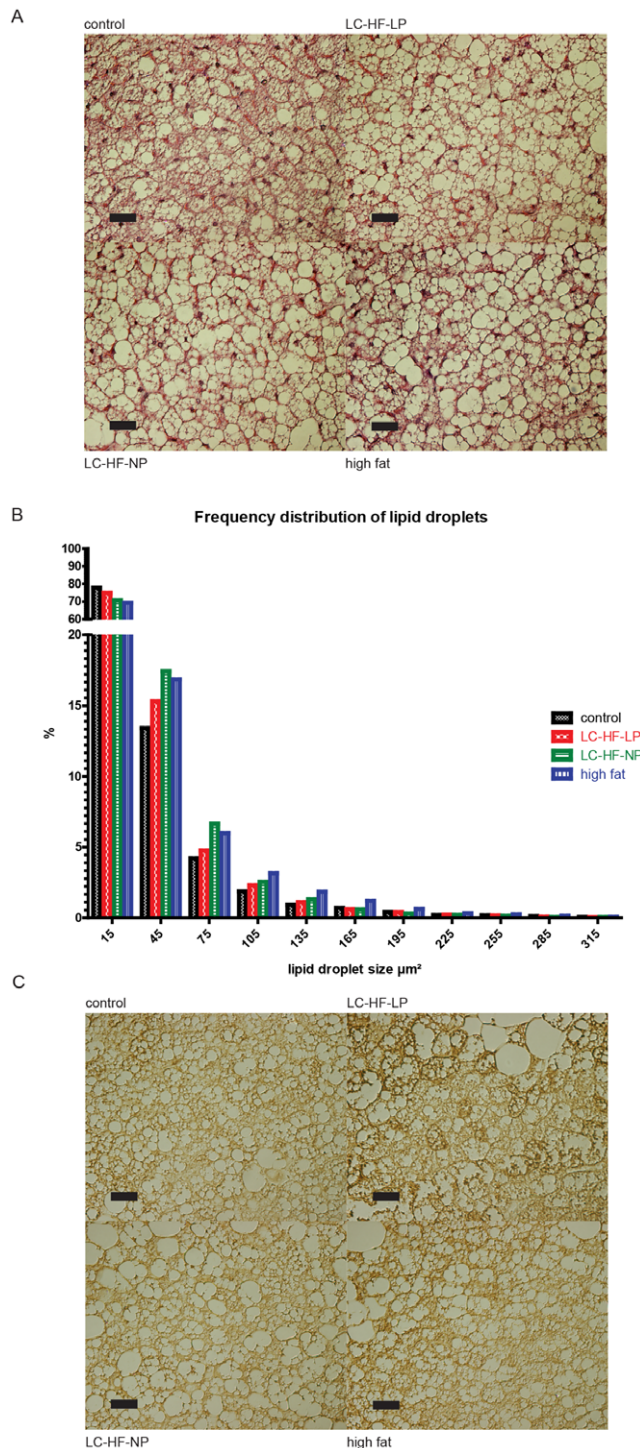 A
control LC-HF-LP
LC-HF-NP high fat
B
Frequency distribution of lipid droplets
100
90
80
70
60
20
15
10
5
0
%
control
LC-HF-LP
LC-HF-NP
high fat
15 45 75 105 135 165 195 225 255 285 315
lipid droplet size µm²
C
control LC-HF-LP
LC-HF-NP high fat